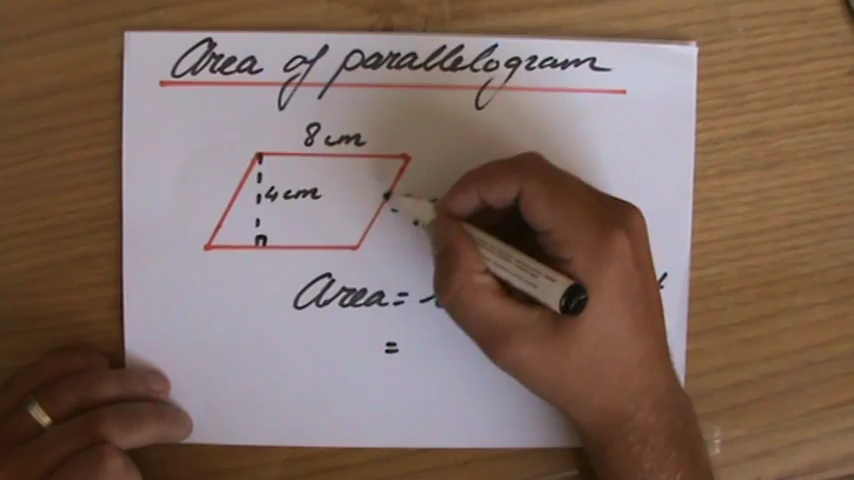 Area of parallelogram
8 cm
4 cm
Area =
=